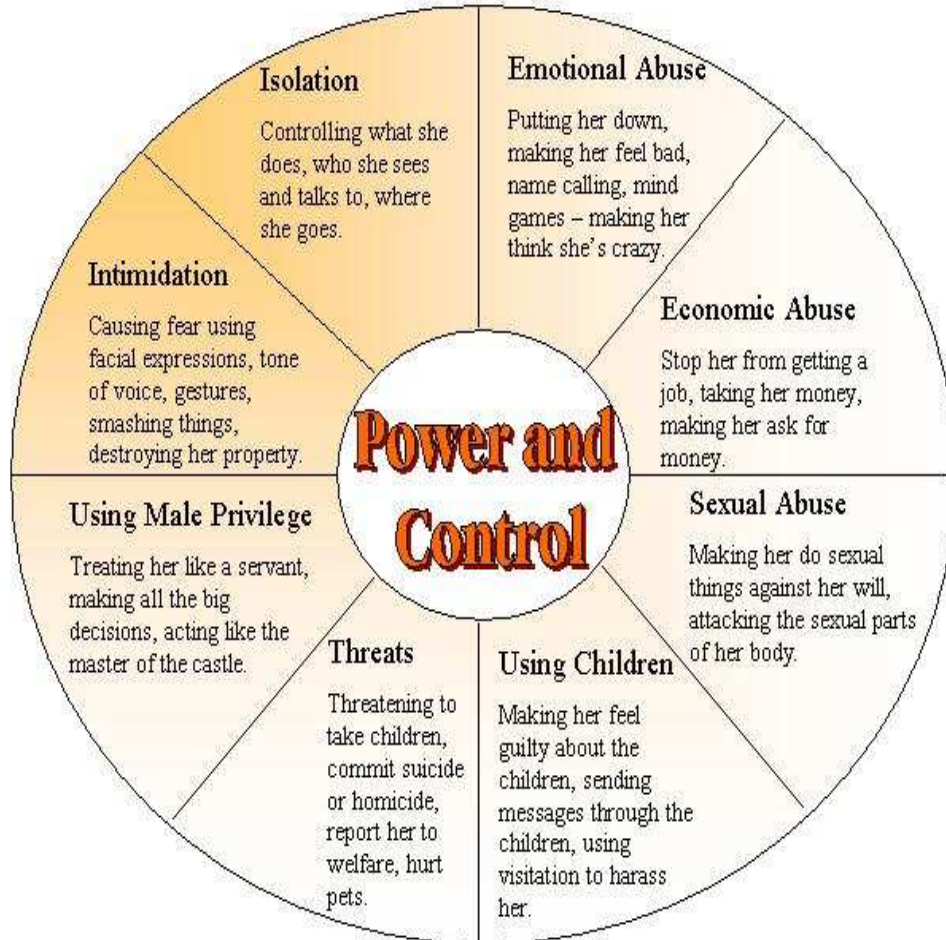 Isolation
Controlling what she
does, who she sees
and talks to, where
she goes.
Emotional Abuse
Putting her down,
making her feel bad,
name calling, mind
games – making her
think she's crazy.
Economic Abuse
Stop her from getting a
job, taking her money,
making her ask for
money.
Sexual Abuse
Making her do sexual
things against her will,
attacking the sexual parts
of her body.
Using Children
Making her feel
guilty about the
children, sending
messages through the
children, using
visitation to harass
her.
Threats
Threatening to
take children,
commit suicide
or homicide,
report her to
welfare, hurt
pets.
Using Male Privilege
Treating her like a servant,
making all the big
decisions, acting like the
master of the castle.
Intimidation
Causing fear using
facial expressions, tone
of voice, gestures,
smashing things,
destroying her property.
Power and
Control